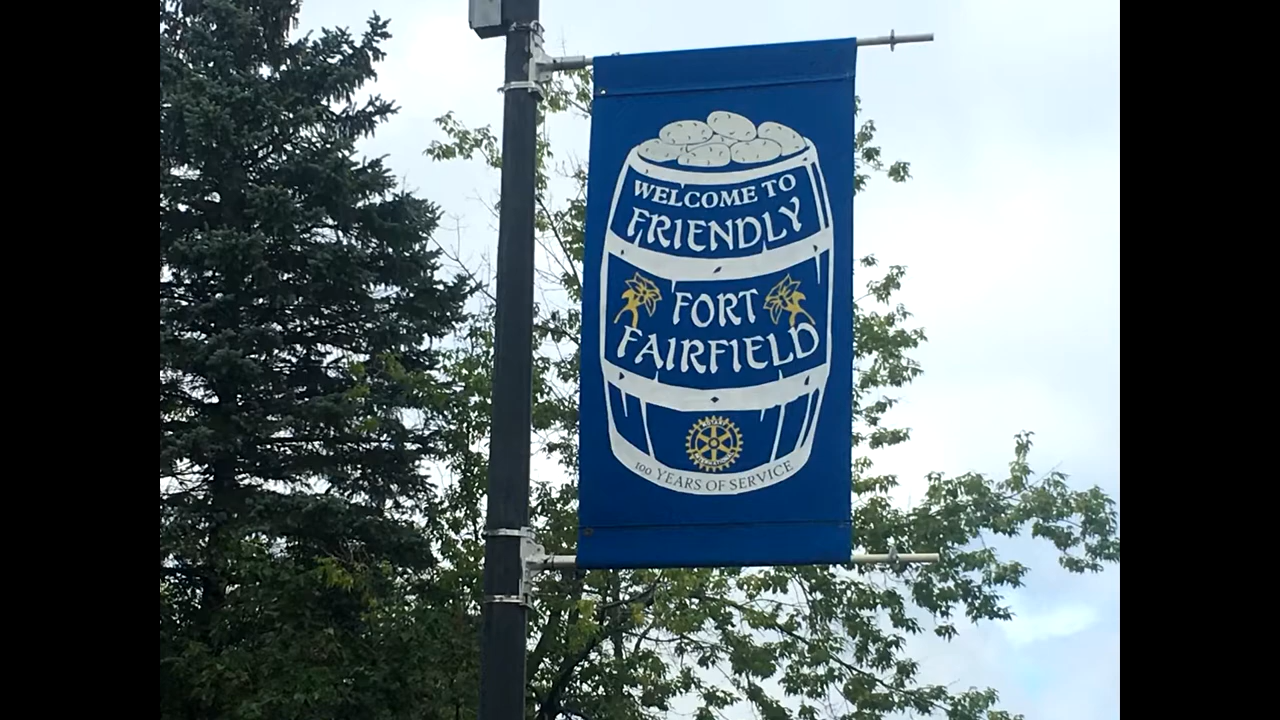 WELCOME TO
FRIENDLY
FORT
FAIRFIELD
100 YEARS OF SERVICE